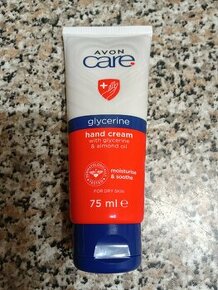 AVON
care
glycerine
hand cream
with glycerine
& almond oil
moisturise
& soothe
FOR DRY SKIN
75 ml e